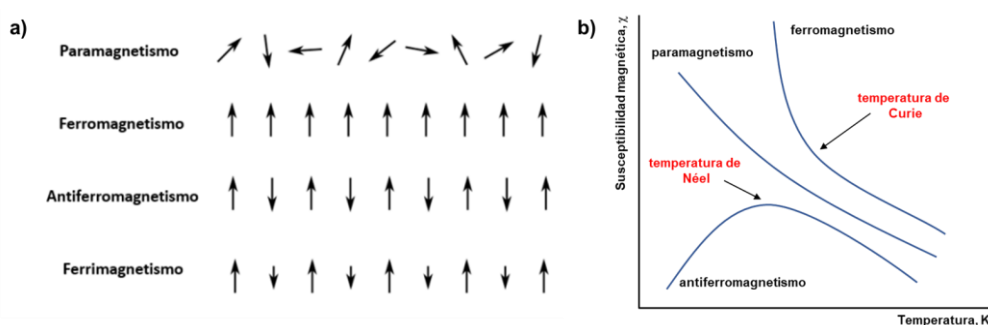 a)
Paramagnetismo
Ferromagnetismo
Antiferromagnetismo
Ferrimagnetismo
b)
Susceptibilidad magnética, χ
ferromagnetismo
paramagnetismo
temperatura de
Curie
temperatura de
Néel
antiferromagnetismo
Temperatura, K